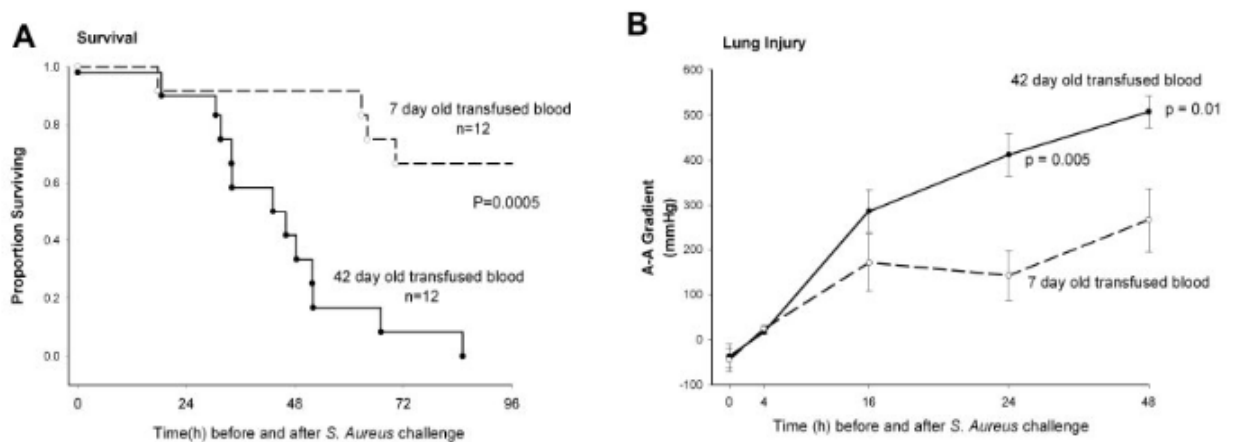 A
Survival
1.0
0.8
0.6
0.4
0.2
0.0
Proportion Surviving
7 day old transfused blood
n=12
P=0.0005
42 day old transfused blood
n=12
0 24 48 72 96
Time(h) before and after S. Aureus challenge
B
Lung Injury
600
500
400
300
200
100
0
-100
A-A Gradient
(mmHg)
42 day old transfused blood
p = 0.01
p = 0.005
7 day old transfused blood
0 4 16 24 48
Time (h) before and after S. Aureus challenge